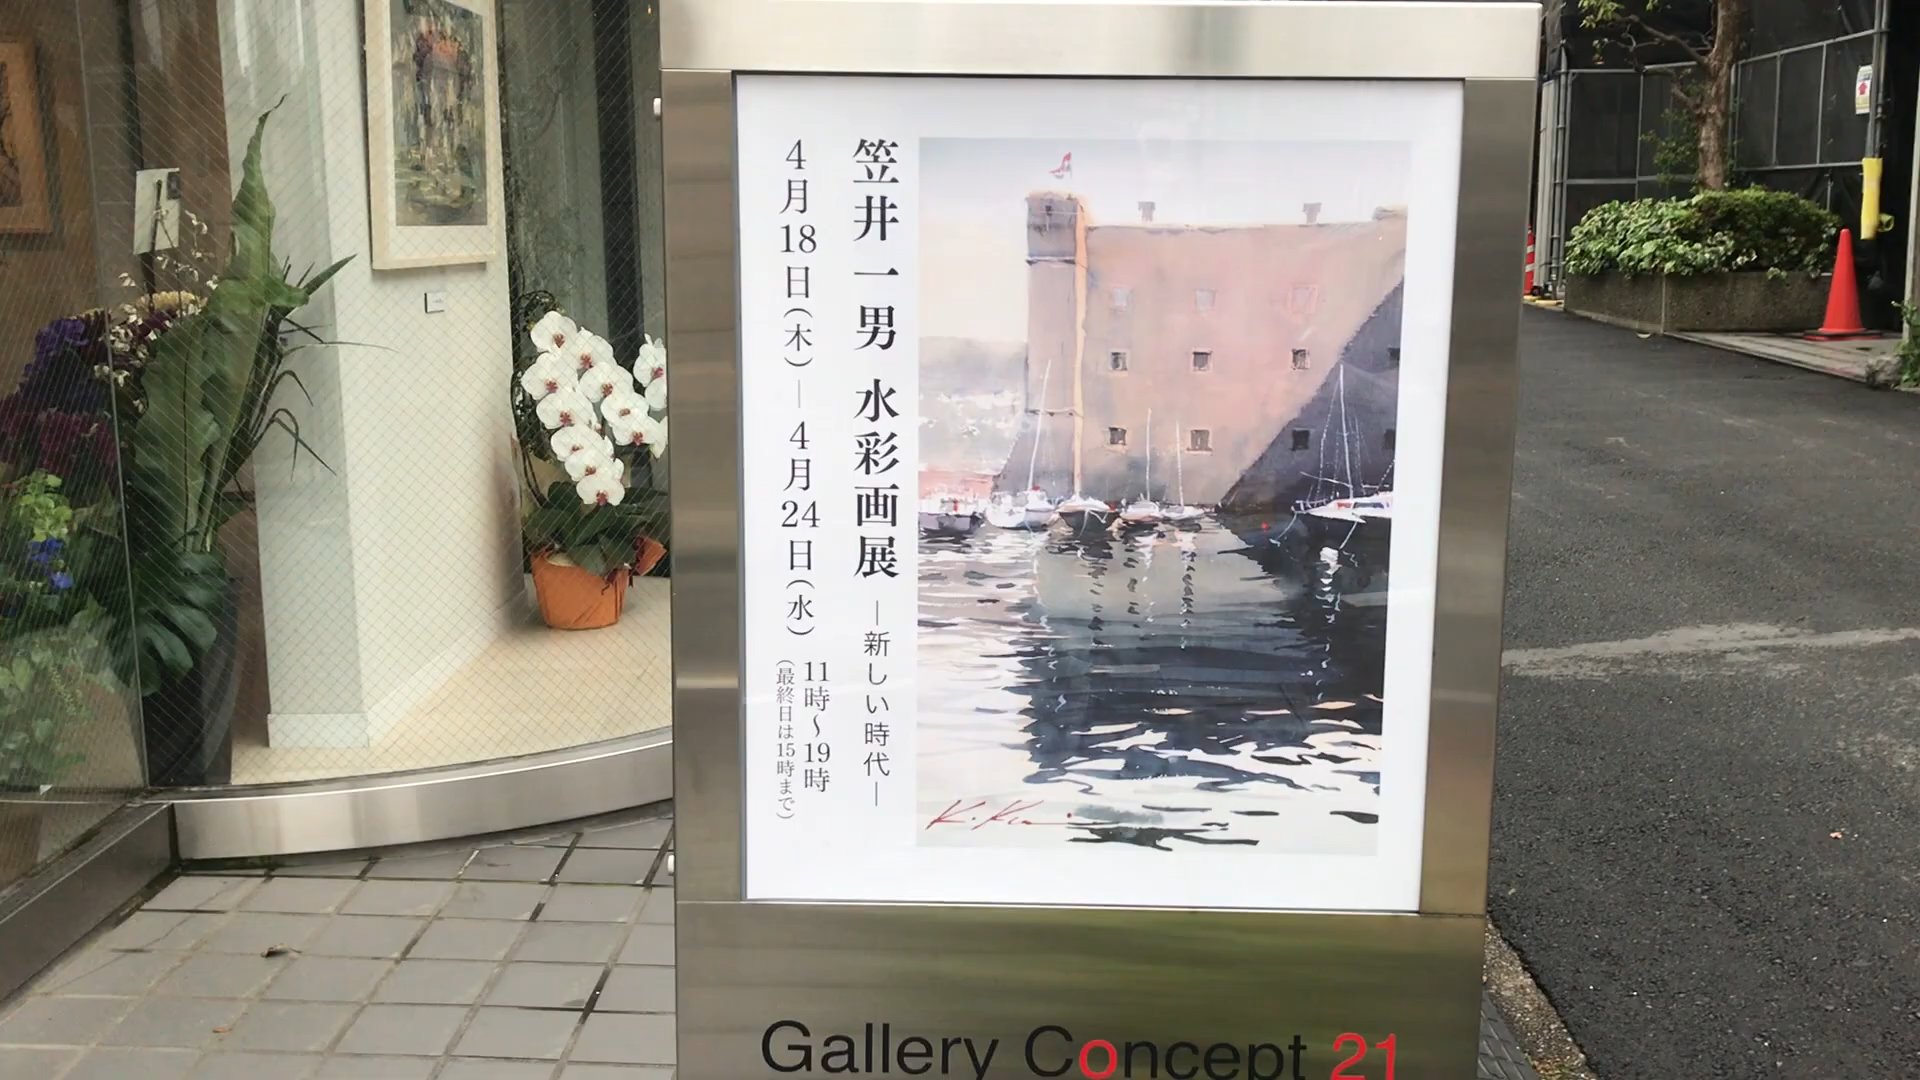 笠井一男 水彩画展 ―新しい時代―
4月18日(木)―4月24日(水)
11時〜19時
(最終日は15時まで)
Gallery Concept 21